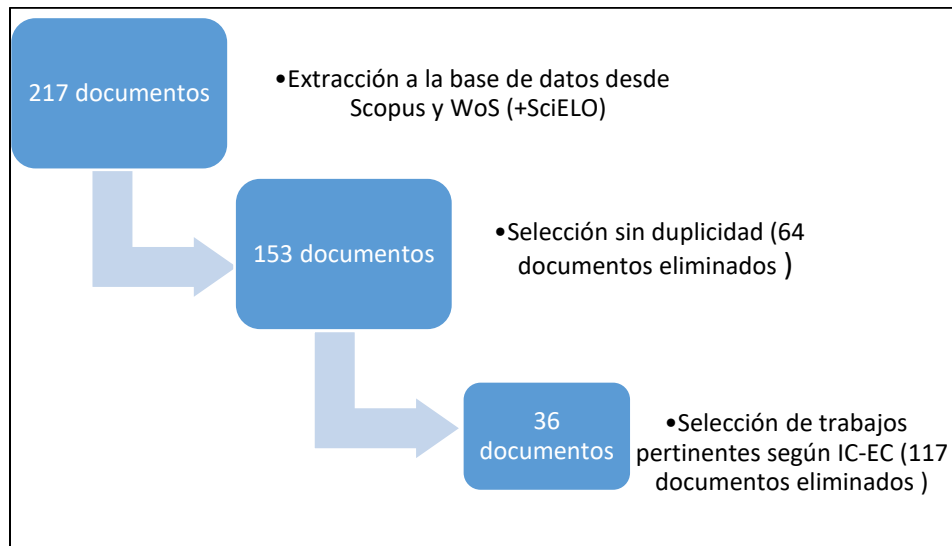 217 documentos
•Extracción a la base de datos desde
Scopus y WoS (+SciELO)
153 documentos
•Selección sin duplicidad (64
documentos eliminados )
36
documentos
•Selección de trabajos
pertinentes según IC-EC (117
documentos eliminados )